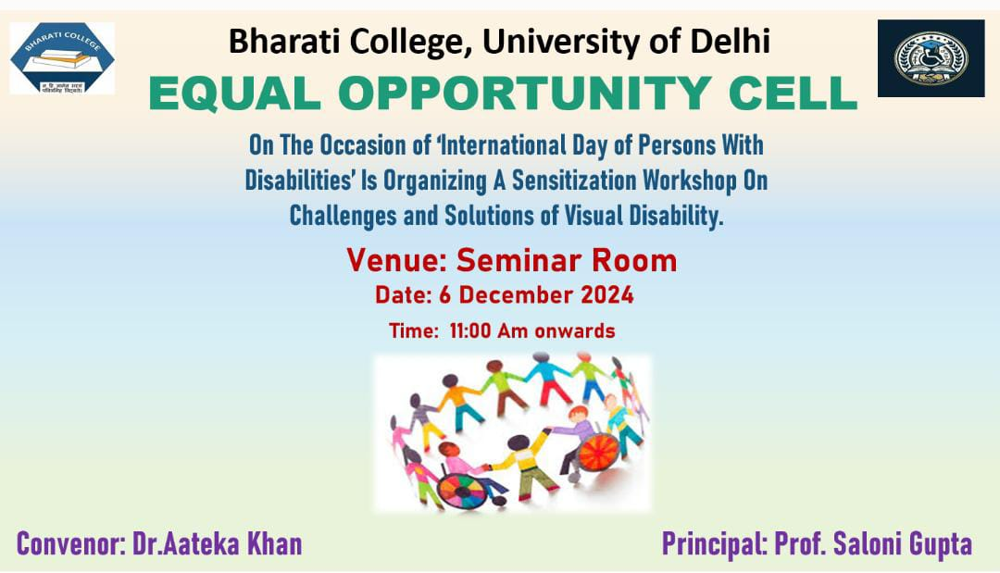 BHARATI COLLEGE
Bharati College, University of Delhi
EQUAL OPPORTUNITY CELL
On The Occasion of ‘International Day of Persons With
Disabilities’ Is Organizing A Sensitization Workshop On
Challenges and Solutions of Visual Disability.
Venue: Seminar Room
Date: 6 December 2024
Time: 11:00 Am onwards
Convenor: Dr.Aateka Khan
Principal: Prof. Saloni Gupta